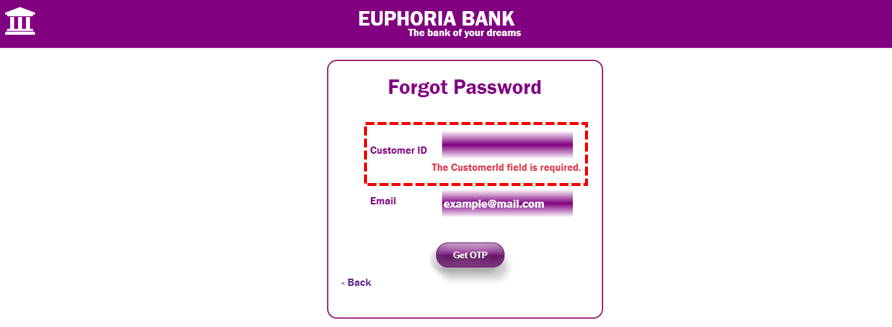 EUPHORIA BANK
The bank of your dreams
Forgot Password
Customer ID
The CustomerId field is required.
Email
example@mail.com
Get OTP
« Back